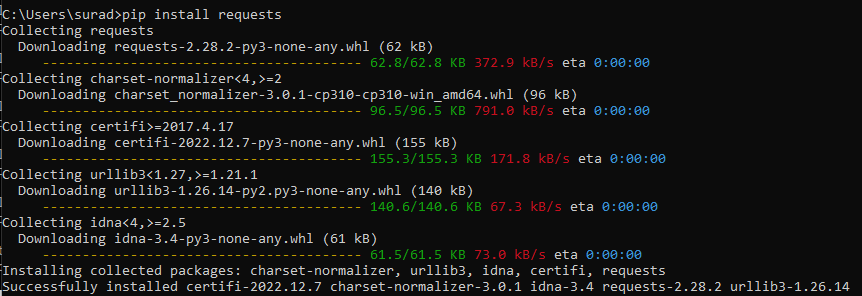 C:\Users\surad>pip install requests
Collecting requests
  Downloading requests-2.28.2-py3-none-any.whl (62 kB)
     ---------------------------------------- 62.8/62.8 KB 372.9 kB/s eta 0:00:00
Collecting charset-normalizer<4,>=2
  Downloading charset_normalizer-3.0.1-cp310-cp310-win_amd64.whl (96 kB)
     ---------------------------------------- 96.5/96.5 KB 791.0 kB/s eta 0:00:00
Collecting certifi>=2017.4.17
  Downloading certifi-2022.12.7-py3-none-any.whl (155 kB)
     ---------------------------------------- 155.3/155.3 KB 171.8 kB/s eta 0:00:00
Collecting urllib3<1.27,>=1.21.1
  Downloading urllib3-1.26.14-py2.py3-none-any.whl (140 kB)
     ---------------------------------------- 140.6/140.6 KB 67.3 kB/s eta 0:00:00
Collecting idna<4,>=2.5
  Downloading idna-3.4-py3-none-any.whl (61 kB)
     ---------------------------------------- 61.5/61.5 KB 73.0 kB/s eta 0:00:00
Installing collected packages: charset-normalizer, urllib3, idna, certifi, requests
Successfully installed certifi-2022.12.7 charset-normalizer-3.0.1 idna-3.4 requests-2.28.2 urllib3-1.26.14